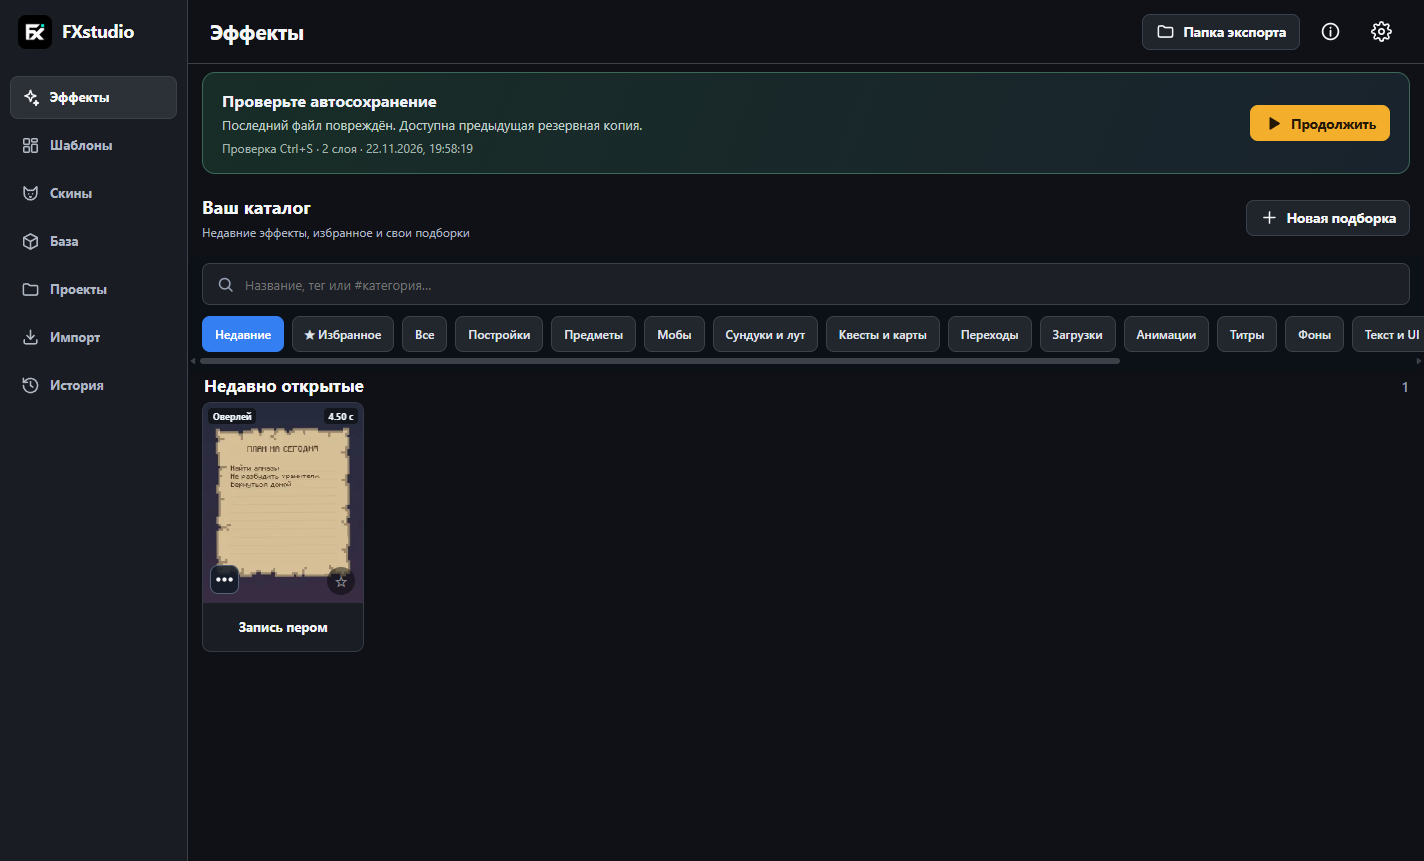 FXstudio
Эффекты
Шаблоны
Скины
База
Проекты
Импорт
История
Эффекты
Папка экспорта
Проверьте автосохранение
Последний файл повреждён. Доступна предыдущая резервная копия.
Проверка Ctrl+S · 2 слоя · 22.11.2026, 19:58:19
Продолжить
Ваш каталог
Недавние эффекты, избранное и свои подборки
Новая подборка
Название, тег или #категория...
Недавние ★ Избранное Все Постройки Предметы Мобы Сундуки и лут Квесты и карты Переходы Загрузки Анимации Титры Фоны Текст и UI
Недавно открытые
1
Оверлей 4.50 с
ПЛАН НА СЕГОДНЯ
Найти алмазы
Не разбудить хранителя
Вернуться домой
Запись пером